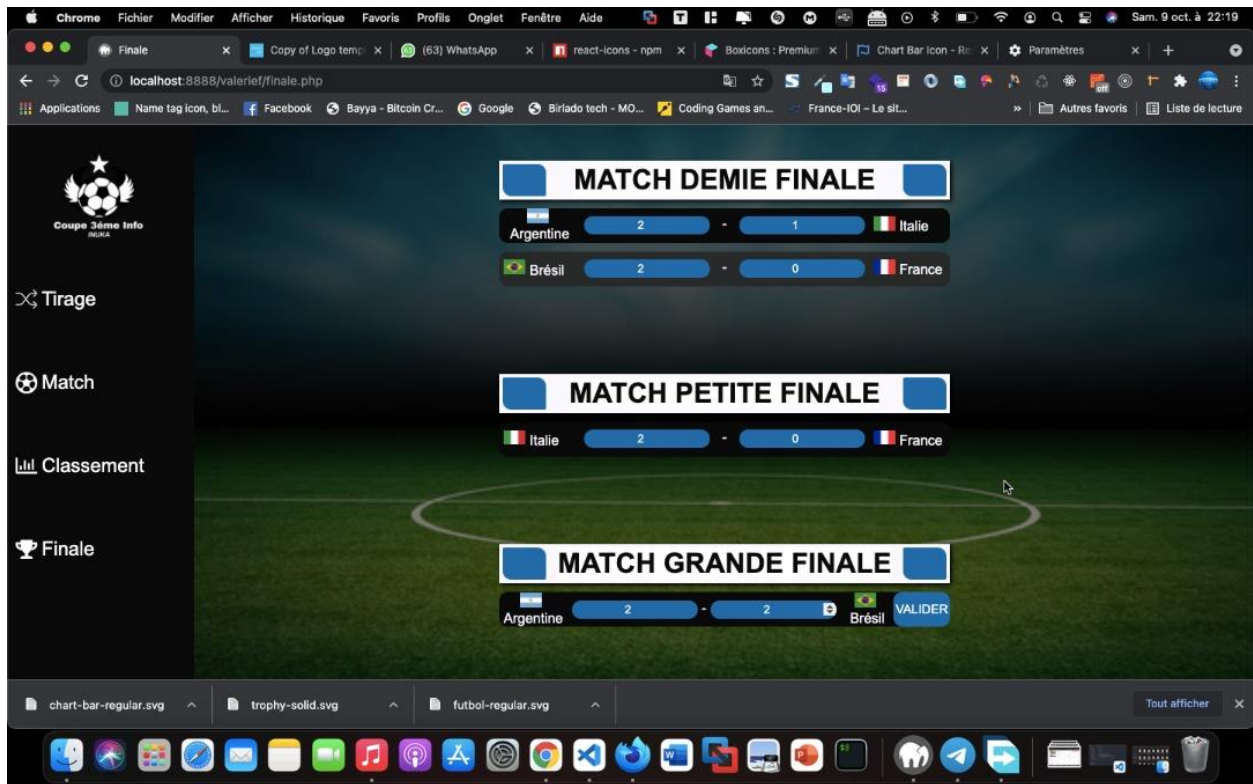 Chrome Fichier Modifier Afficher Historique Favoris Profils Onglet Fenêtre Aide Sam. 9 oct. à 22:19
Finale Copy of Logo temp (63) WhatsApp react-icons - npm Boxicons : Premium Chart Bar Icon - Re Paramètres
localhost:8888/valerief/finale.php
Applications Name tag icon, bl... Facebook Bayya - Bitcoin Cr... Google Birlado tech - MO... Coding Games an... France-IOI – Le sit... » Autres favoris Liste de lecture
Coupe 3éme Info
INUKA
Tirage
Match
Classement
Finale
MATCH DEMIE FINALE
Argentine 2 - 1 Italie
Brésil 2 - 0 France
MATCH PETITE FINALE
Italie 2 - 0 France
MATCH GRANDE FINALE
Argentine 2 - 2 Brésil VALIDER
chart-bar-regular.svg trophy-solid.svg futbol-regular.svg Tout afficher